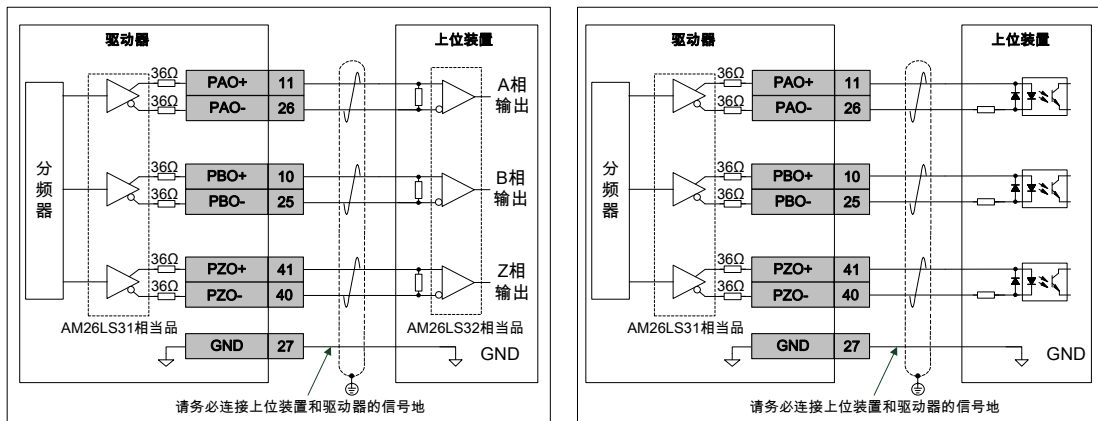 驱动器
上位装置
36Ω
PAO+
11
36Ω
PAO-
26
A相
输出
分频器
36Ω
PBO+
10
36Ω
PBO-
25
B相
输出
36Ω
PZO+
41
36Ω
PZO-
40
Z相
输出
AM26LS31相当品
AM26LS32相当品
GND
27
GND
请务必连接上位装置和驱动器的信号地
驱动器
上位装置
36Ω
PAO+
11
36Ω
PAO-
26
分频器
36Ω
PBO+
10
36Ω
PBO-
25
36Ω
PZO+
41
36Ω
PZO-
40
AM26LS31相当品
GND
27
GND
请务必连接上位装置和驱动器的信号地